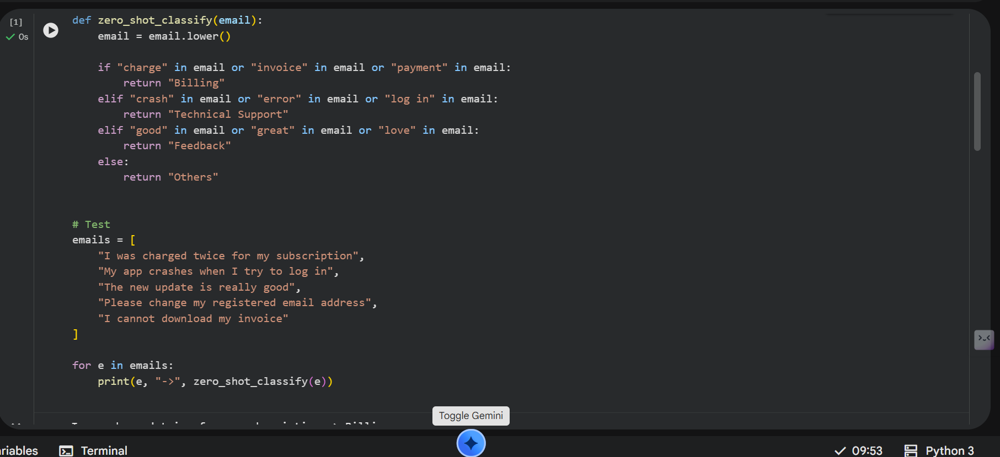 [1]
0s
def zero_shot_classify(email):
    email = email.lower()

    if "charge" in email or "invoice" in email or "payment" in email:
        return "Billing"
    elif "crash" in email or "error" in email or "log in" in email:
        return "Technical Support"
    elif "good" in email or "great" in email or "love" in email:
        return "Feedback"
    else:
        return "Others"

# Test
emails = [
    "I was charged twice for my subscription",
    "My app crashes when I try to log in",
    "The new update is really good",
    "Please change my registered email address",
    "I cannot download my invoice"
]

for e in emails:
    print(e, "->", zero_shot_classify(e))
Toggle Gemini
riables
Terminal
09:53
Python 3